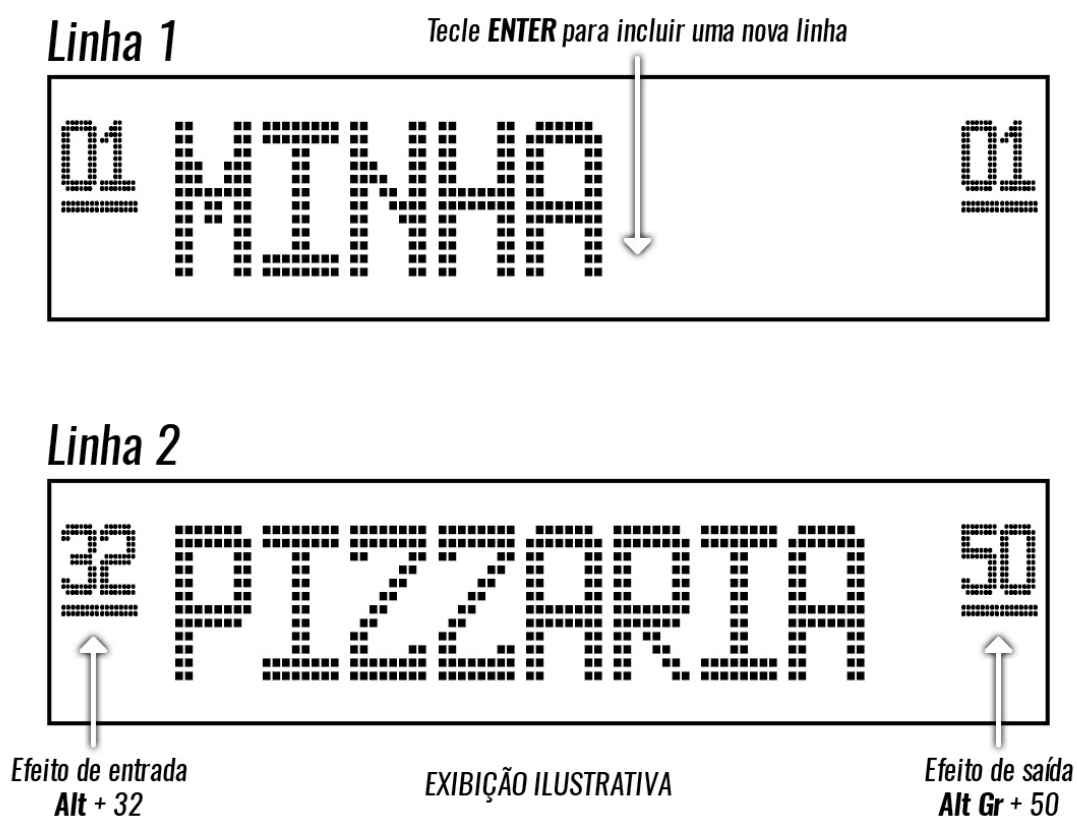 Linha 1
Tecle ENTER para incluir uma nova linha
01 MINHA 01
Linha 2
32 PIZZARIA 50
Efeito de entrada
Alt + 32
EXIBIÇÃO ILUSTRATIVA
Efeito de saída
Alt Gr + 50